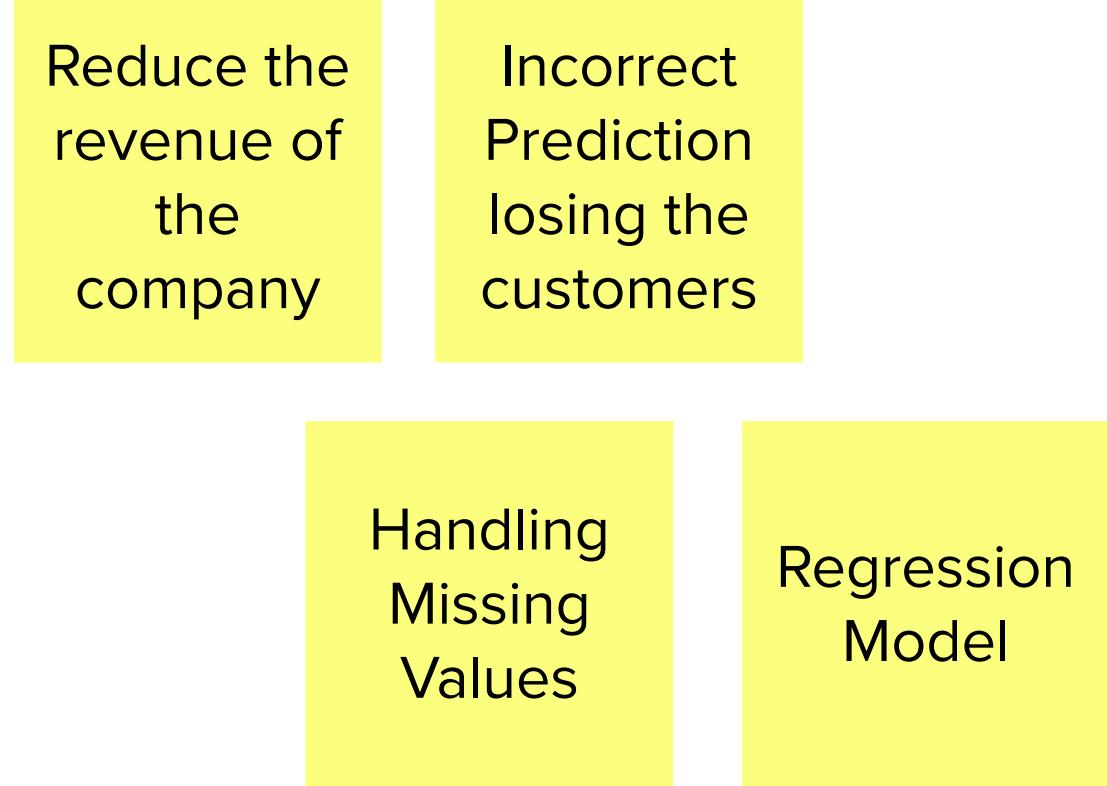 Reduce the
revenue of
the
company
Incorrect
Prediction
losing the
customers
Handling
Missing
Values
Regression
Model